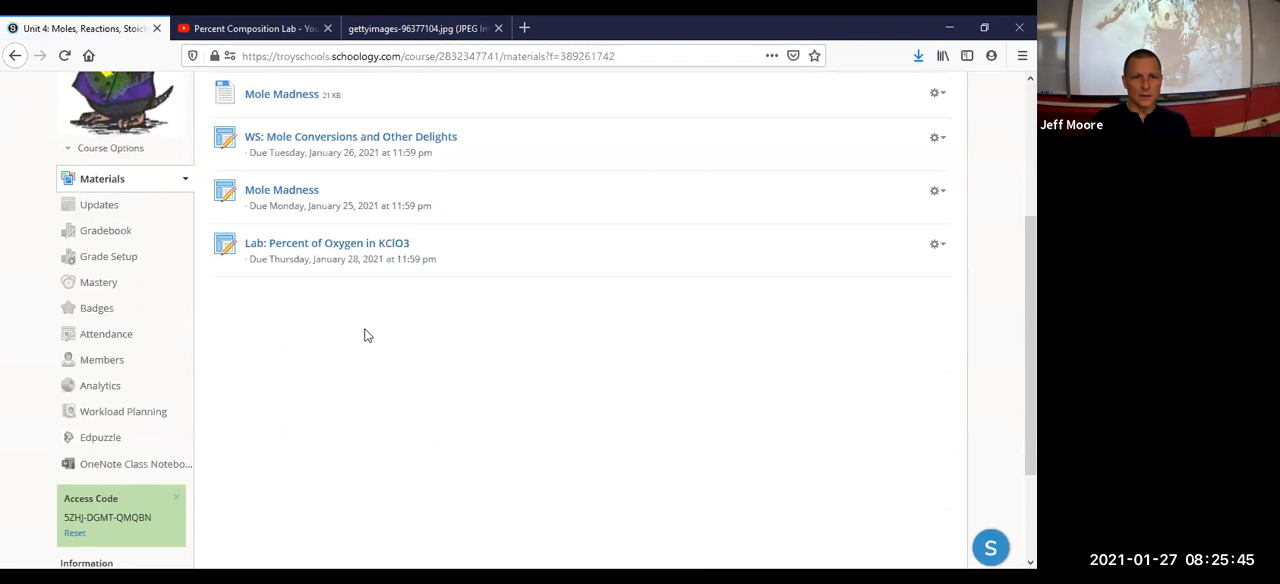 Unit 4: Moles, Reactions, Stoich
Percent Composition Lab - You
gettyimages-96377104.jpg (JPEG Im
https://troyschools.schoology.com/course/2832347741/materials?f=389261742
Jeff Moore
Course Options
Materials
Updates
Gradebook
Grade Setup
Mastery
Badges
Attendance
Members
Analytics
Workload Planning
Edpuzzle
OneNote Class Notebo...
Access Code
5ZHJ-DGMT-QMQBN
Reset
Information
Mole Madness 21 KB
WS: Mole Conversions and Other Delights
· Due Tuesday, January 26, 2021 at 11:59 pm
Mole Madness
· Due Monday, January 25, 2021 at 11:59 pm
Lab: Percent of Oxygen in KClO3
· Due Thursday, January 28, 2021 at 11:59 pm
S
2021-01-27 08:25:45